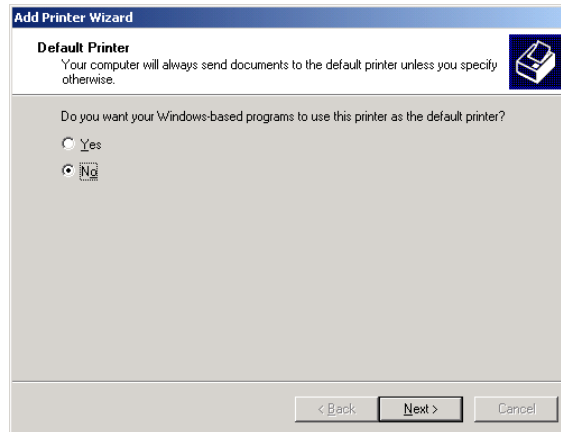 Add Printer Wizard
Default Printer
Your computer will always send documents to the default printer unless you specify
otherwise.
Do you want your Windows-based programs to use this printer as the default printer?
Yes
No
< Back
Next >
Cancel